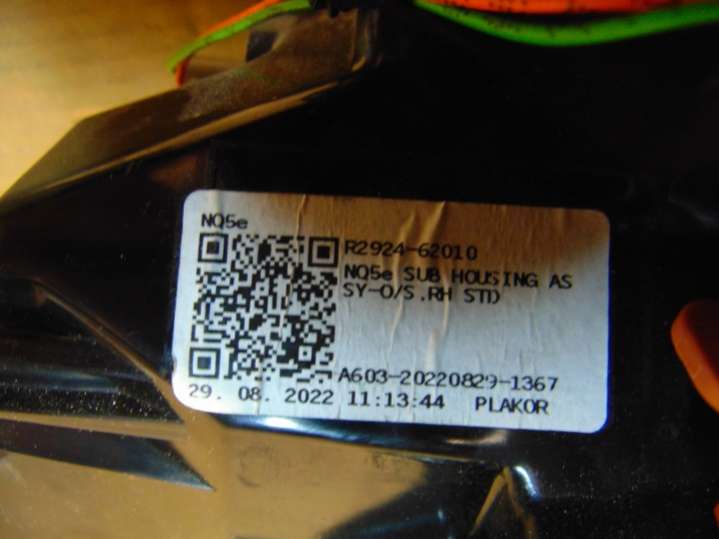 NQ5e
R2924-62010
NQ5e SUB HOUSING AS
SY-O/S.RH STD
A603-20220829-1367
29. 08. 2022 11:13:44 PLAKOR